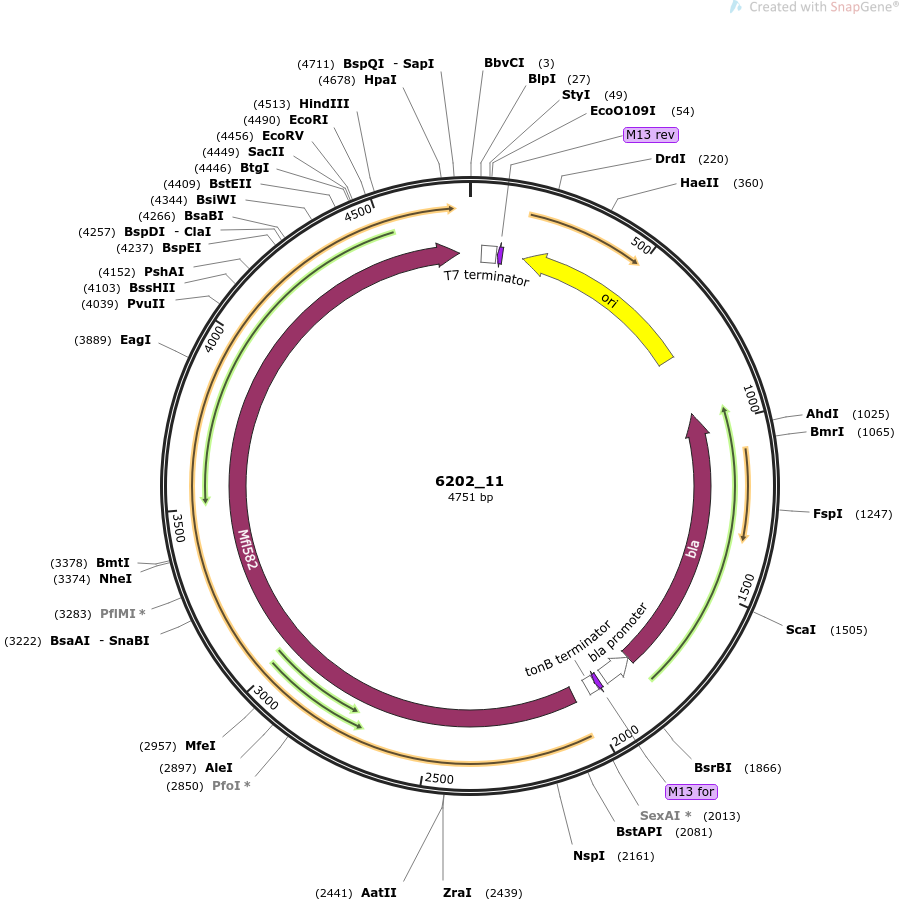 Created with SnapGene®
(4711) BspQI - SapI
(4678) HpaI
(4513) HindIII
(4490) EcoRI
(4456) EcoRV
(4449) SacII
(4446) BtgI
(4409) BstEII
(4344) BsiWI
(4266) BsaBI
(4257) BspDI - ClaI
(4237) BspEI
(4152) PshAI
(4103) BssHII
(4039) PvuII
(3889) EagI
(3378) BmtI
(3374) NheI
(3283) PflMI *
(3222) BsaAI - SnaBI
(2957) MfeI
(2897) AleI
(2850) PfoI *
(2441) AatII
ZraI (2439)
BbvCI (3)
BlpI (27)
StyI (49)
EcoO109I (54)
M13 rev
DrdI (220)
HaeII (360)
AhdI (1025)
BmrI (1065)
FspI (1247)
ScaI (1505)
BsrBI (1866)
M13 for
SexAI * (2013)
BstAPI (2081)
NspI (2161)
500
1000
1500
2000
2500
3000
3500
4000
4500
T7 terminator
ori
bla
bla promoter
tonB terminator
Mfl582
6202_11
4751 bp